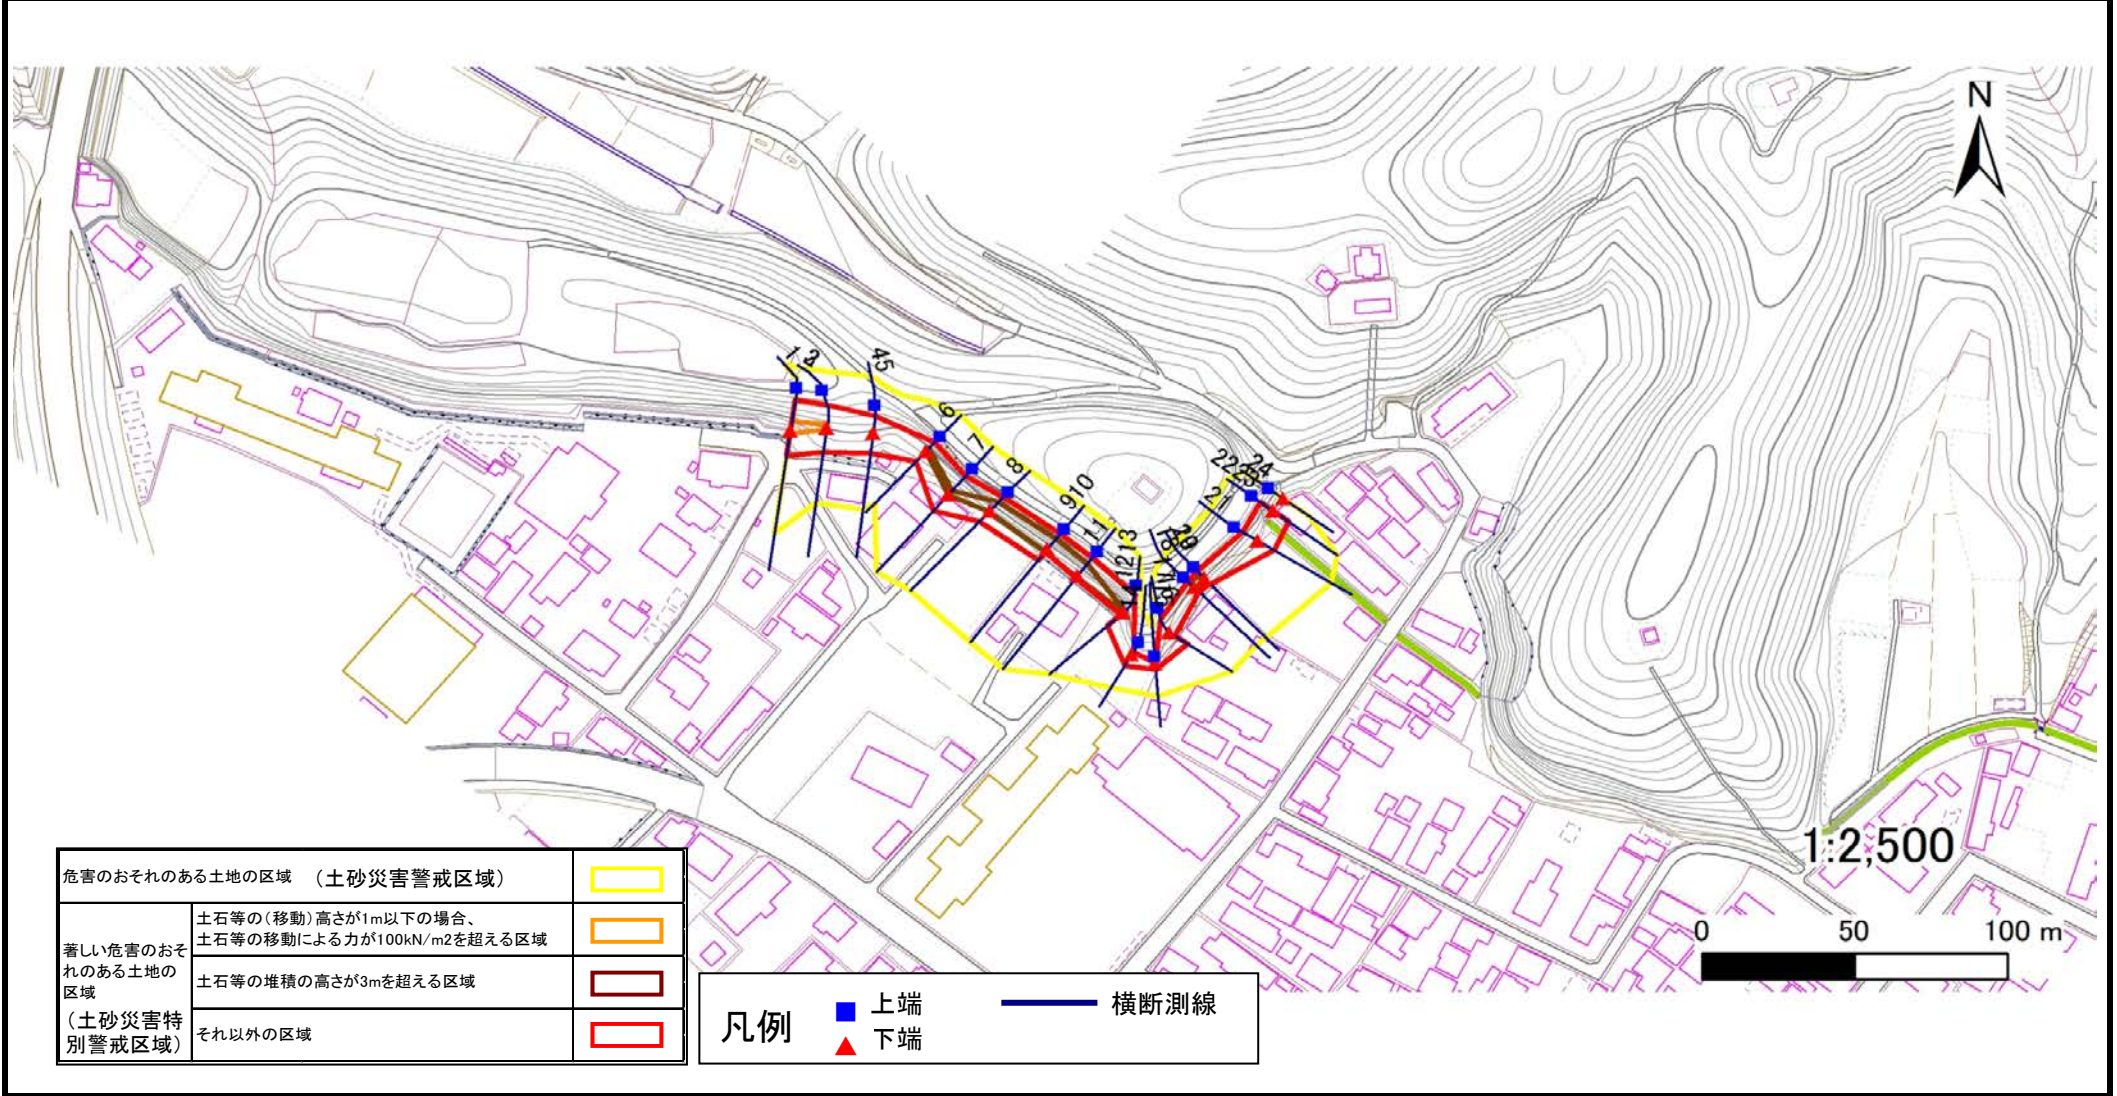 N
1
2
45
6
7
8
910
11
1213
21
22
24
1:2,500
0 50 100 m
危害のおそれのある土地の区域 （土砂災害警戒区域）
著しい危害のおそ
れのある土地の
区域
（土砂災害特
別警戒区域）
土石等の（移動）高さが1m以下の場合、
土石等の移動による力が100kN/m2を超える区域
土石等の堆積の高さが3mを超える区域
それ以外の区域
凡例
上端
下端
横断測線